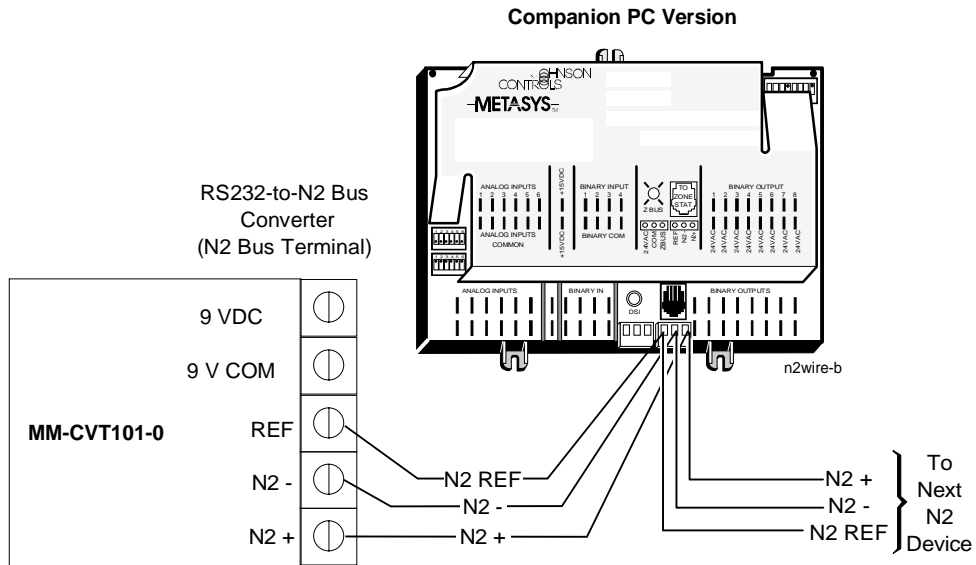 Companion PC Version
JOHNSON
CONTROLS
METASYS™
ANALOG INPUTS
1 2 3 4 5 6
ANALOG INPUTS
COMMON
+15VDC
+15VDC
BINARY INPUT
1 2 3 4
BINARY COM
Z BUS
TO
ZONE
STAT
24VAC
COM
ZBUS
REF
N2-
N2+
BINARY OUTPUT
1 2 3 4 5 6 7 8
24VAC
24VAC
24VAC
24VAC
24VAC
24VAC
24VAC
24VAC
ANALOG INPUTS
BINARY IN
DSI
BINARY OUTPUTS
n2wire-b
RS232-to-N2 Bus
Converter
(N2 Bus Terminal)
MM-CVT101-0
9 VDC
9 V COM
REF
N2 -
N2 +
N2 REF
N2 -
N2 +
N2 +
N2 -
N2 REF
To
Next
N2
Device